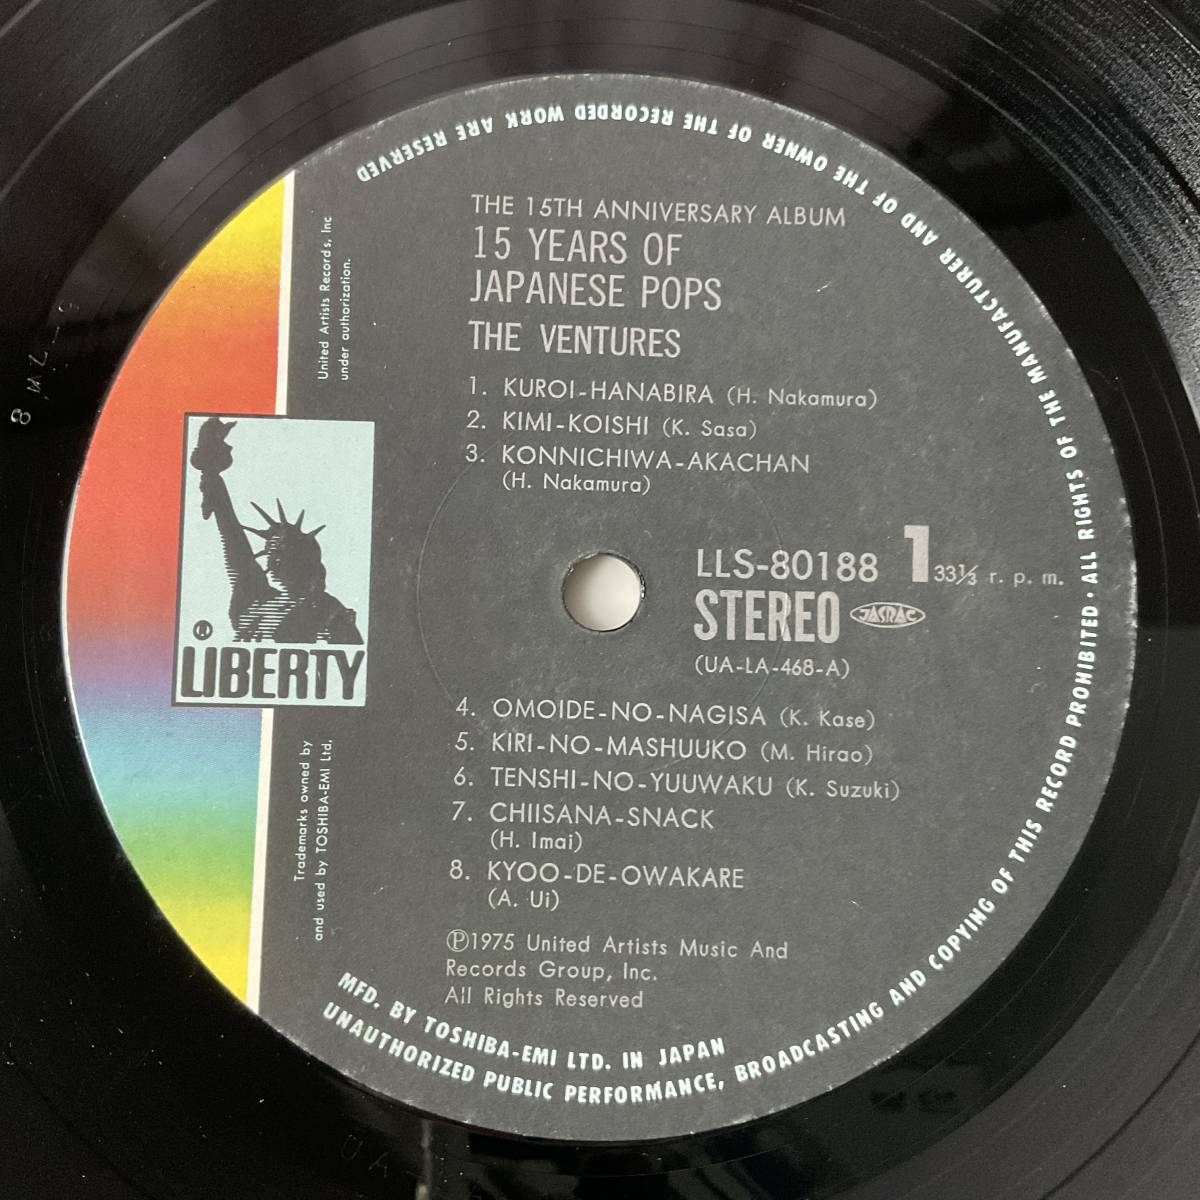 THE 15TH ANNIVERSARY ALBUM
15 YEARS OF
JAPANESE POPS
THE VENTURES
1. KUROI-HANABIRA (H. Nakamura)
2. KIMI-KOISHI (K. Sasa)
3. KONNICHIWA-AKACHAN
(H. Nakamura)
LLS-80188 1 33⅓ r. p. m.
STEREO JASRAC
(UA-LA-468-A)
4. OMOIDE-NO-NAGISA (K. Kase)
5. KIRI-NO-MASHUUKO (M. Hirao)
6. TENSHI-NO-YUUWAKU (K. Suzuki)
7. CHIISANA-SNACK
(H. Imai)
8. KYOO-DE-OWAKARE
(A. Ui)
Ⓟ1975 United Artists Music And
Records Group, Inc.
All Rights Reserved
United Artists Records, Inc
under authorization.
®
LIBERTY
Trademarks owned by
and used by TOSHIBA-EMI Ltd.
MFD. BY TOSHIBA-EMI LTD. IN JAPAN
UNAUTHORIZED PUBLIC PERFORMANCE, BROADCASTING AND COPYING OF THIS RECORD PROHIBITED · ALL RIGHTS OF THE MANUFACTURER AND OF THE OWNER OF THE RECORDED WORK ARE RESERVED